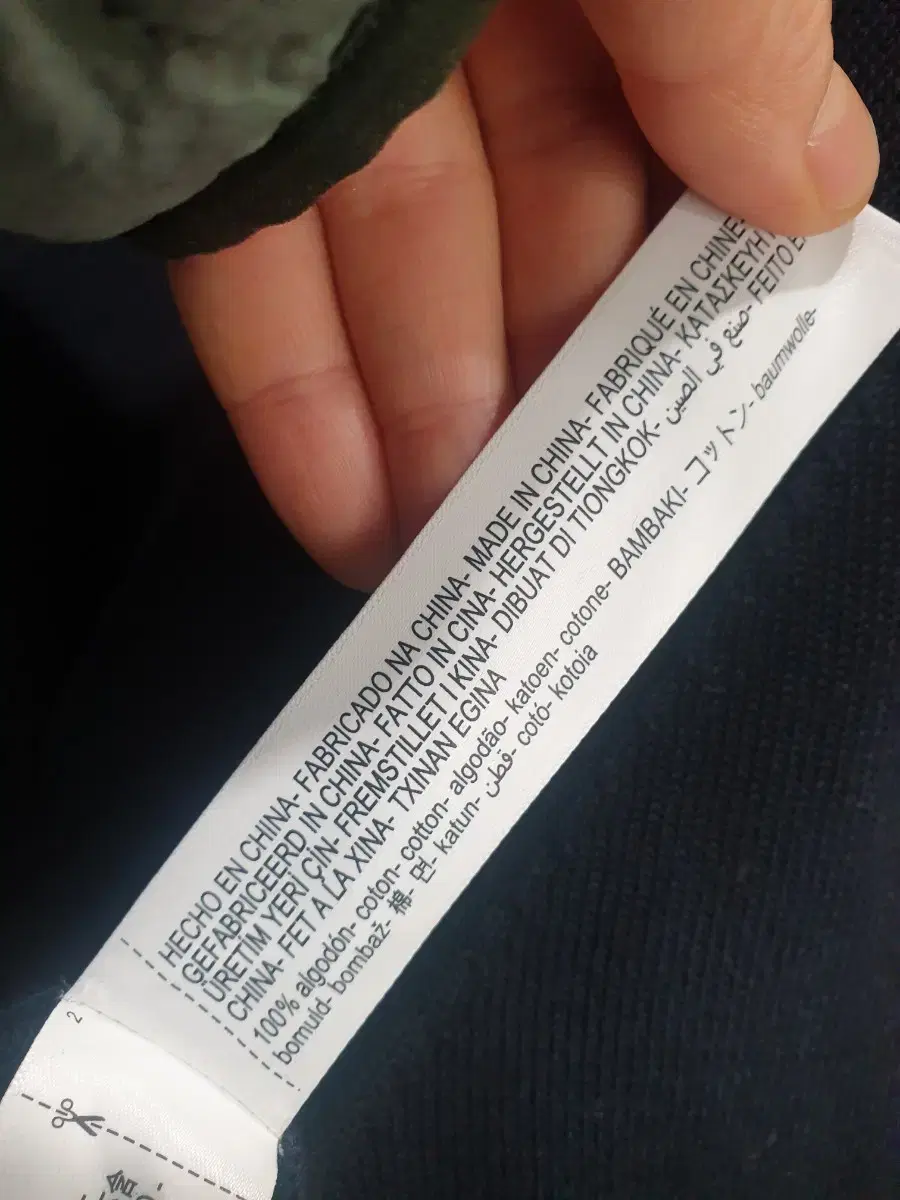 HECHO EN CHINA- FABRICADO NA CHINA- MADE IN CHINA- FABRIQUÉ EN CHINE-
GEFABRICEERD IN CHINA- FATTO IN CINA- HERGESTELLT IN CHINA- ΚΑΤΑΣΚΕΥΗ
ÜRETIM YERI ÇIN- FREMSTILLET I KINA- DIBUAT DI TIONGKOK- صنع في الصين- FEITO
CHINA- FET A LA XINA- TXINAN EGINA
100% algodón- coton- cotton- algodão- katoen- cotone- BAMBAKI- コットン- baumwolle-
bomuld- bombaž- 棉- 면- katun- قطن- cotó- kotoia
2